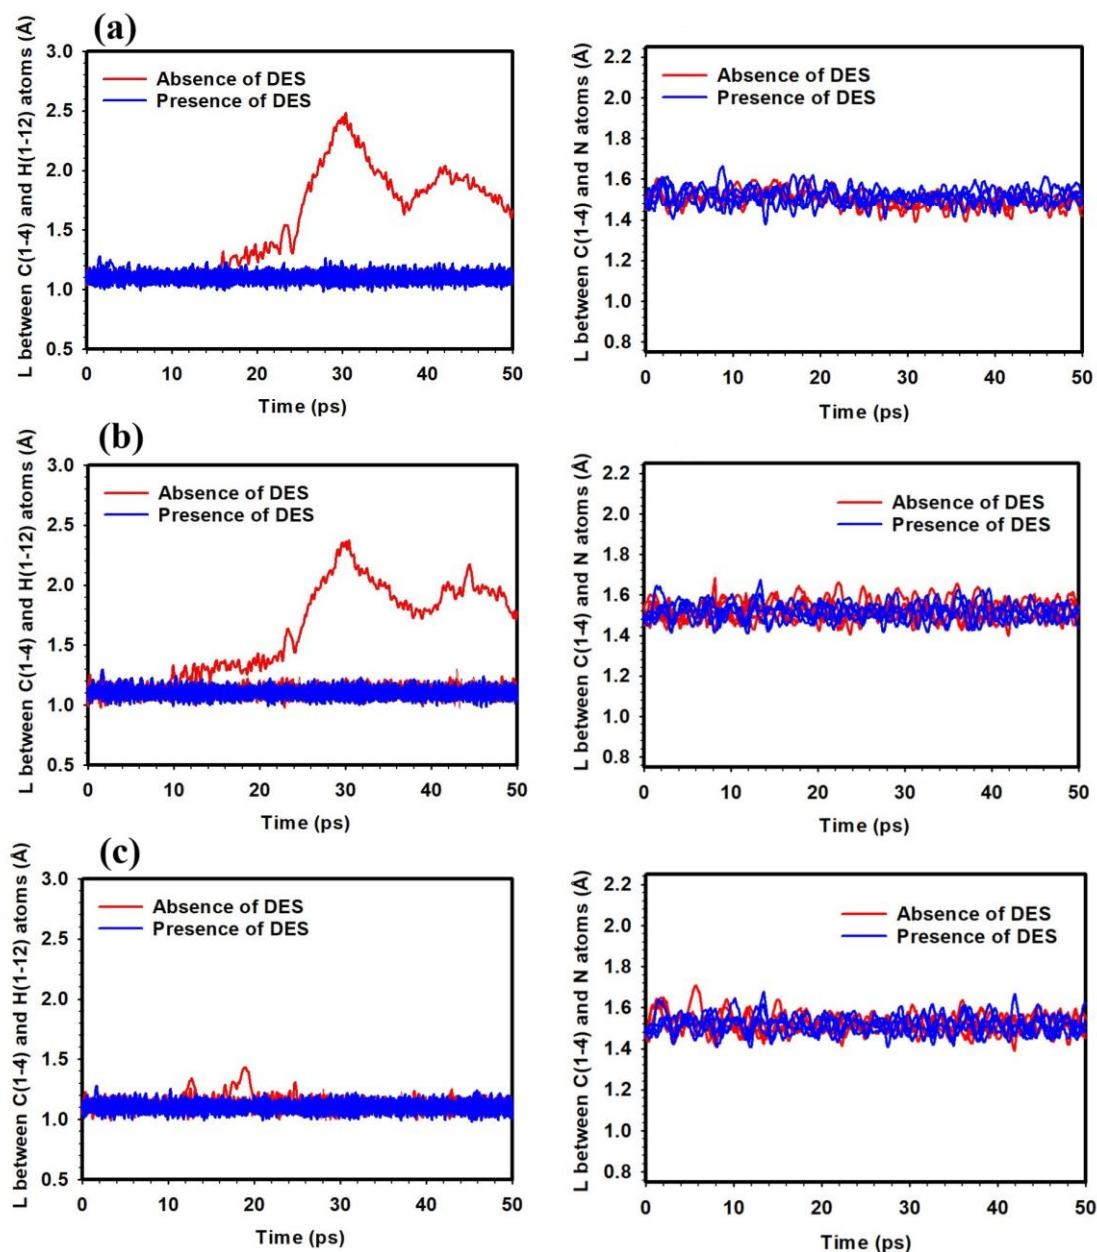 (a)
L between C(1-4) and H(1-12) atoms (Å)
3.0
2.5
2.0
1.5
1.0
0.5
Absence of DES
Presence of DES
0 10 20 30 40 50
Time (ps)
L between C(1-4) and N atoms (Å)
2.2
2.0
1.8
1.6
1.4
1.2
1.0
0.8
Absence of DES
Presence of DES
0 10 20 30 40 50
Time (ps)
(b)
L between C(1-4) and H(1-12) atoms (Å)
3.0
2.5
2.0
1.5
1.0
0.5
Absence of DES
Presence of DES
0 10 20 30 40 50
Time (ps)
L between C(1-4) and N atoms (Å)
2.2
2.0
1.8
1.6
1.4
1.2
1.0
0.8
Absence of DES
Presence of DES
0 10 20 30 40 50
Time (ps)
(c)
L between C(1-4) and H(1-12) atoms (Å)
3.0
2.5
2.0
1.5
1.0
0.5
Absence of DES
Presence of DES
0 10 20 30 40 50
Time (ps)
L between C(1-4) and N atoms (Å)
2.2
2.0
1.8
1.6
1.4
1.2
1.0
0.8
Absence of DES
Presence of DES
0 10 20 30 40 50
Time (ps)